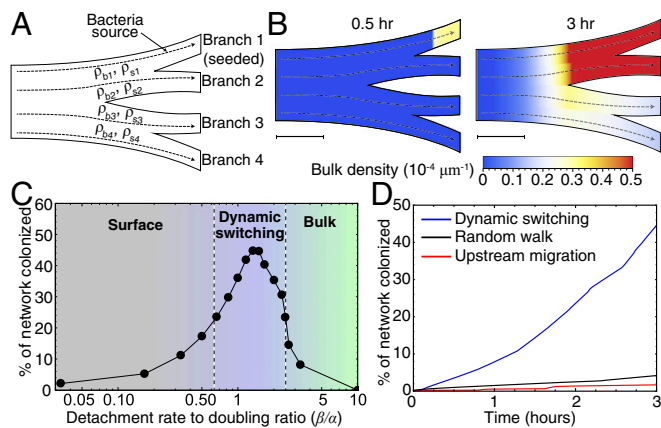 A
Bacteria
source
Branch 1
(seeded)
Branch 2
Branch 3
Branch 4
ρb1, ρs1
ρb2, ρs2
ρb3, ρs3
ρb4, ρs4
B
0.5 hr
3 hr
Bulk density (10⁻⁴ μm⁻¹)
0 0.1 0.2 0.3 0.4 0.5
C
Surface
Dynamic
switching
Bulk
% of network colonized
60
50
40
30
20
10
0
0.05 0.10 0.50 1 5 10
Detachment rate to doubling ratio (β/α)
D
Dynamic switching
Random walk
Upstream migration
% of network colonized
50
40
30
20
10
0
0 1 2 3
Time (hours)